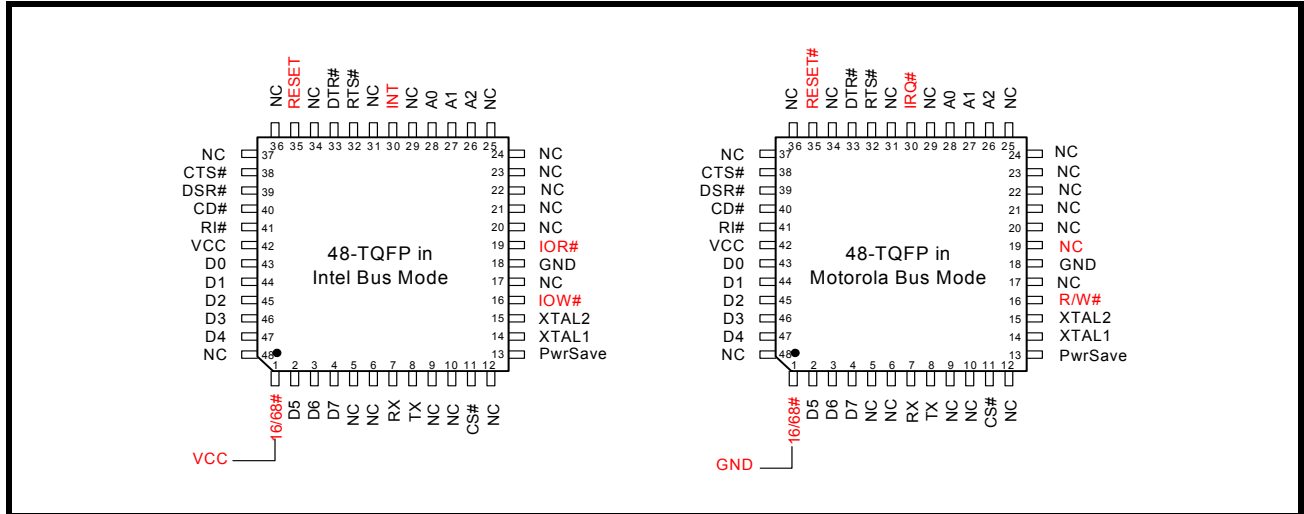 NC RESET NC DTR# RTS# NC INT NC A0 A1 A2 NC
36 35 34 33 32 31 30 29 28 27 26 25
NC 37
CTS# 38
DSR# 39
CD# 40
RI# 41
VCC 42
D0 43
D1 44
D2 45
D3 46
D4 47
NC 48
48-TQFP in
Intel Bus Mode
24 NC
23 NC
22 NC
21 NC
20 NC
19 IOR#
18 GND
17 NC
16 IOW#
15 XTAL2
14 XTAL1
13 PwrSave
1 2 3 4 5 6 7 8 9 10 11 12
16/68# D5 D6 D7 NC NC RX TX NC NC CS# NC
VCC
NC RESET# NC DTR# RTS# NC IRQ# NC A0 A1 A2 NC
36 35 34 33 32 31 30 29 28 27 26 25
NC 37
CTS# 38
DSR# 39
CD# 40
RI# 41
VCC 42
D0 43
D1 44
D2 45
D3 46
D4 47
NC 48
48-TQFP in
Motorola Bus Mode
24 NC
23 NC
22 NC
21 NC
20 NC
19 NC
18 GND
17 NC
16 R/W#
15 XTAL2
14 XTAL1
13 PwrSave
1 2 3 4 5 6 7 8 9 10 11 12
16/68# D5 D6 D7 NC NC RX TX NC NC CS# NC
GND